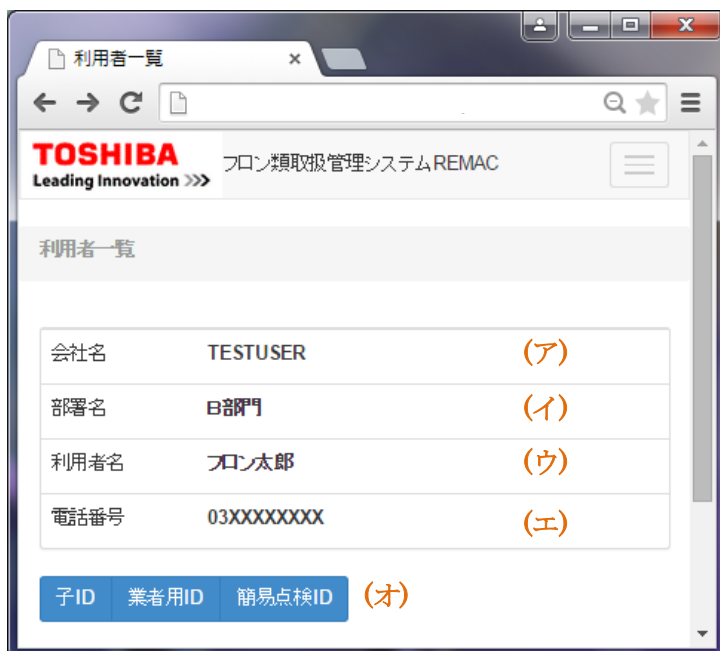 利用者一覧
TOSHIBA
Leading Innovation >>>
フロン類取扱管理システムREMAC
利用者一覧
会社名 TESTUSER (ア)
部署名 B部門 (イ)
利用者名 フロン太郎 (ウ)
電話番号 03XXXXXXXX (エ)
子ID 業者用ID 簡易点検ID (オ)